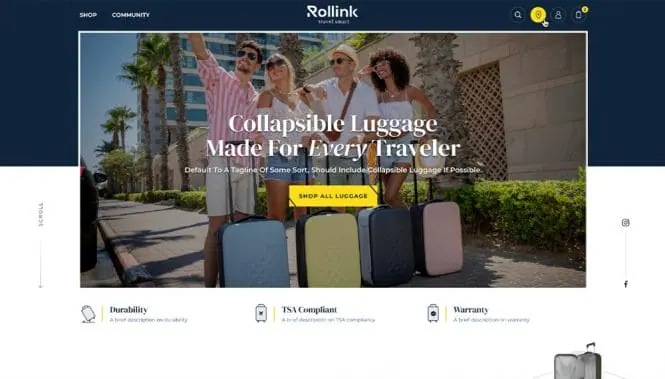 SHOP COMMUNITY
Rollink
travel smart
Collapsible Luggage
Made For Every Traveler
Default To A Tagline Of Some Sort, Should Include Collapsible Luggage If Possible.
SHOP ALL LUGGAGE
SCROLL
Durability
A brief description on durability
TSA Compliant
A brief description on TSA compliancy
Warranty
A brief description on warranty